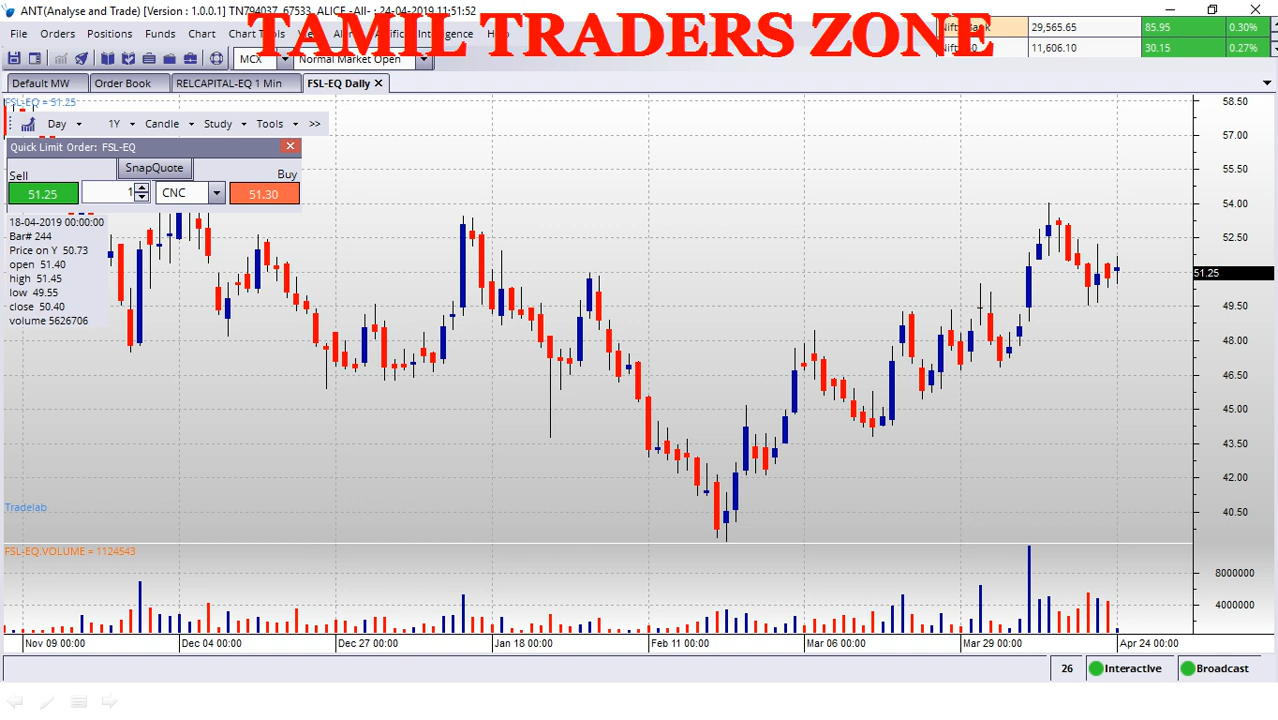 ANT(Analyse and Trade) [Version : 1.0.0.1] TN794037_67533_ALICE -All- : 24-04-2019 11:51:52
TAMIL TRADERS ZONE
File Orders Positions Funds Chart
29,565.65 85.95 0.30%
11,606.10 30.15 0.27%
MCX Normal Market Open
Default MW Order Book RELCAPITAL-EQ 1 Min FSL-EQ Daily
FSL-EQ = 51.25
Day 1Y Candle Study Tools >>
Quick Limit Order: FSL-EQ
SnapQuote
Sell Buy
51.25 1 CNC 51.30
18-04-2019 00:00:00
Bar# 244
Price on Y 50.73
open 51.40
high 51.45
low 49.55
close 50.40
volume 5626706
58.50
57.00
55.50
54.00
52.50
51.25
49.50
48.00
46.50
45.00
43.50
42.00
40.50
Tradelab
FSL-EQ.VOLUME = 1124543
8000000
4000000
Nov 09 00:00 Dec 04 00:00 Dec 27 00:00 Jan 18 00:00 Feb 11 00:00 Mar 06 00:00 Mar 29 00:00 Apr 24 00:00
26 Interactive Broadcast